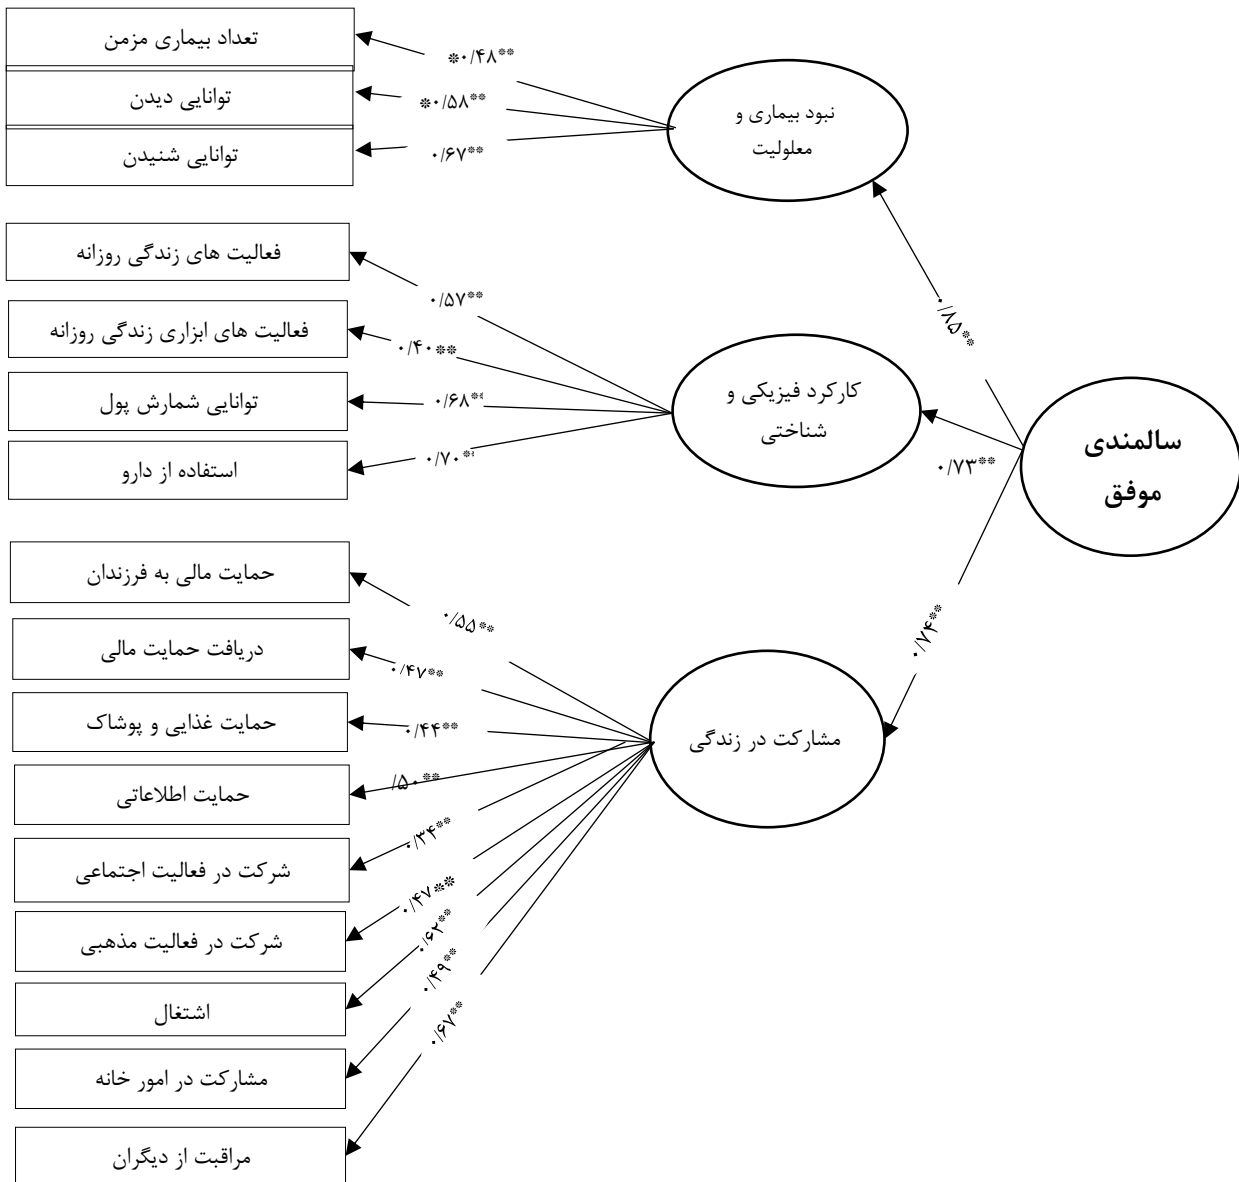 تعداد بیماری مزمن
توانایی دیدن
توانایی شنیدن
*۰/۴۸**
*۰/۵۸**
۰/۶۷**
نبود بیماری و
معلولیت
فعالیت های زندگی روزانه
فعالیت های ابزاری زندگی روزانه
توانایی شمارش پول
استفاده از دارو
۰/۵۷**
۰/۴۰**
۰/۶۸*
۰/۷۰*
کارکرد فیزیکی و
شناختی
۰/۸۵**
۰/۷۳**
۰/۷۴**
سالمندی
موفق
حمایت مالی به فرزندان
دریافت حمایت مالی
حمایت غذایی و پوشاک
حمایت اطلاعاتی
شرکت در فعالیت اجتماعی
شرکت در فعالیت مذهبی
اشتغال
مشارکت در امور خانه
مراقبت از دیگران
۰/۵۵**
۰/۴۷**
۰/۴۴**
/۵۰**
۰/۳۴**
۰/۴۷**
۰/۶۲**
۰/۴۹**
۰/۶۷**
مشارکت در زندگی